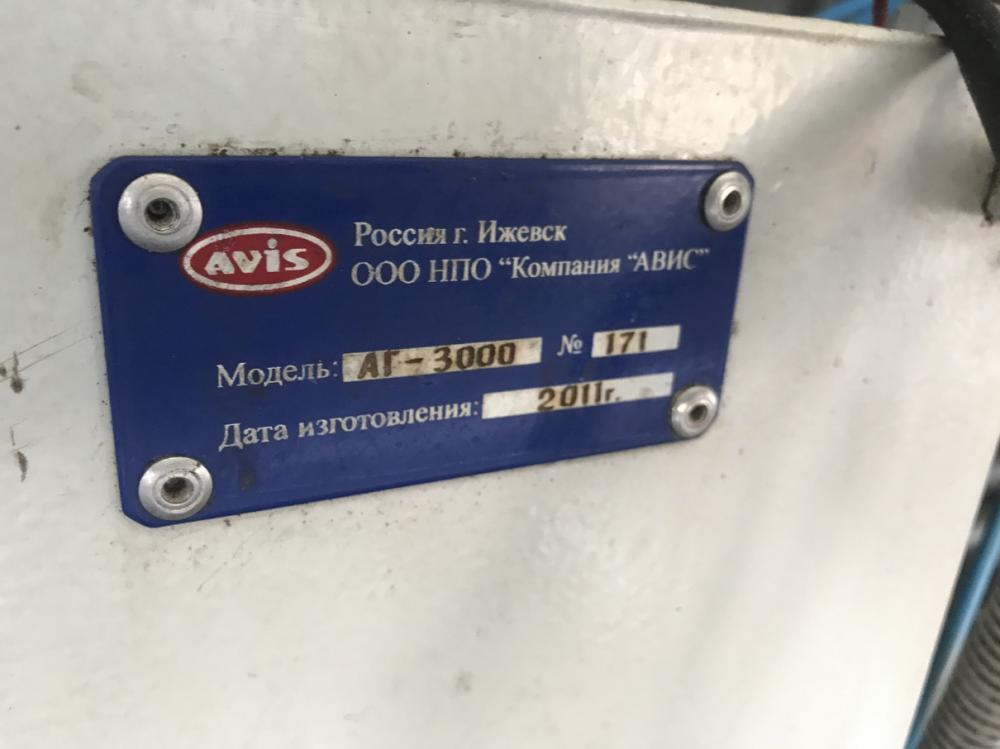 AViS
Россия г. Ижевск
ООО НПО "Компания "АВИС"
Модель: АГ-3000 № 171
Дата изготовления: 2011г.